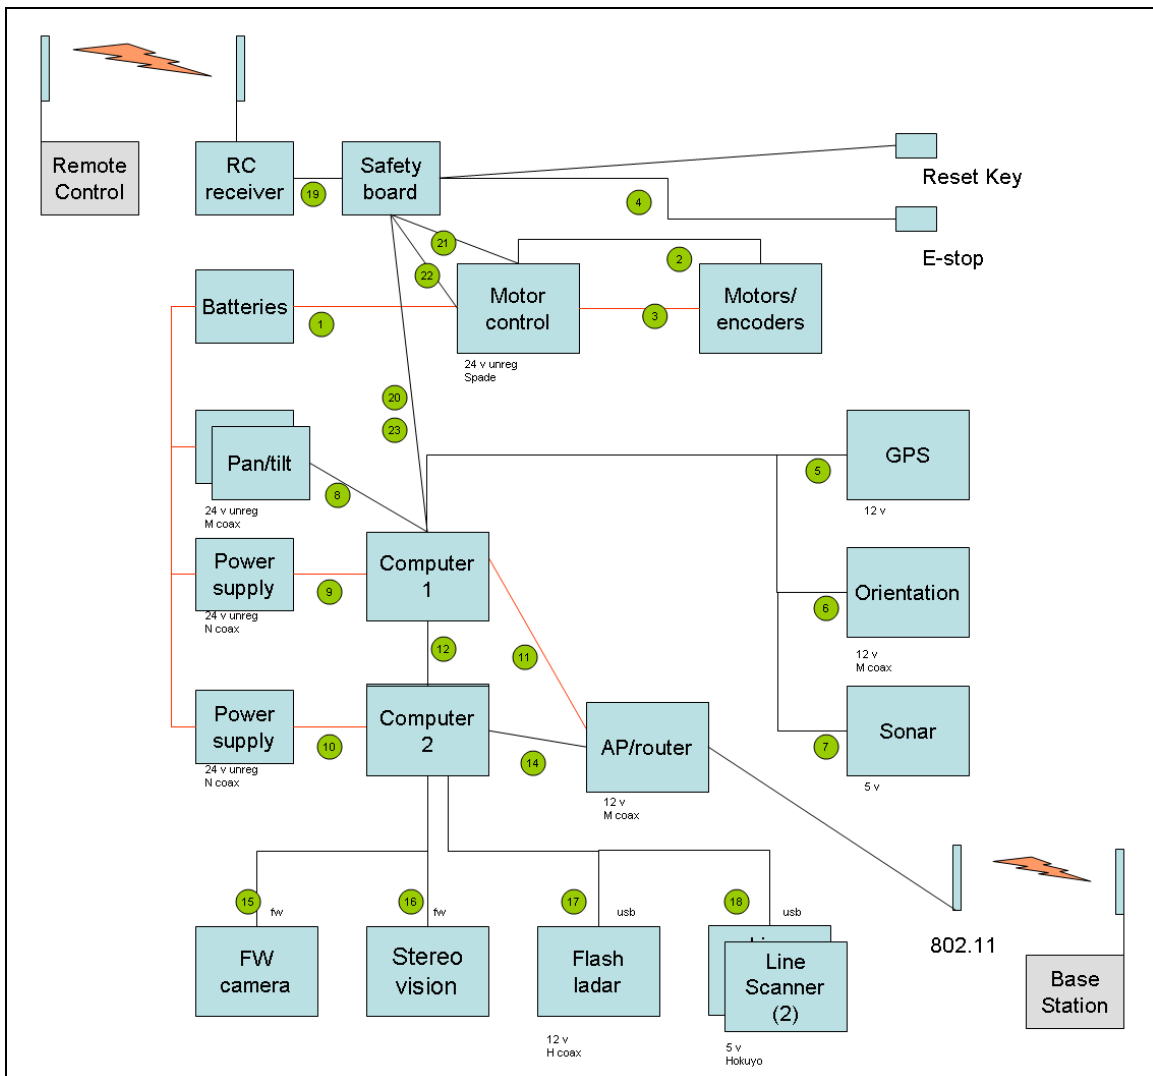 Remote
Control
RC
receiver
19
Safety
board
Reset Key
4
E-stop
21
22
2
Batteries
1
Motor
control
24 v unreg
Spade
3
Motors/
encoders
20
23
Pan/tilt
24 v unreg
M coax
8
5
GPS
12 v
Power
supply
24 v unreg
N coax
9
Computer
1
6
Orientation
12 v
M coax
12
11
Power
supply
24 v unreg
N coax
10
Computer
2
14
AP/router
12 v
M coax
7
Sonar
5 v
15
fw
16
fw
17
usb
18
usb
FW
camera
Stereo
vision
Flash
ladar
12 v
H coax
Line
Scanner
(2)
5 v
Hokuyo
802.11
Base
Station